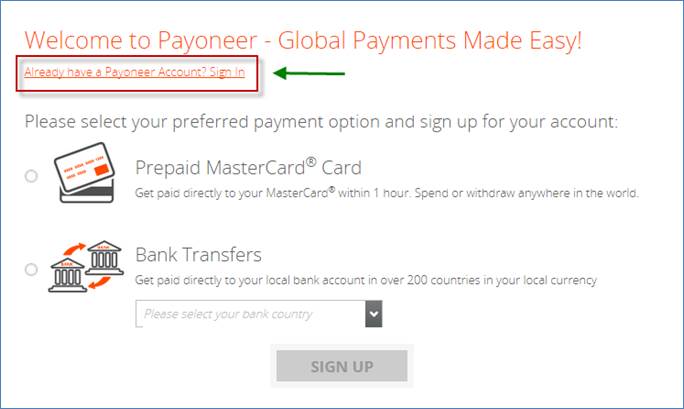 Welcome to Payoneer - Global Payments Made Easy!
Already have a Payoneer Account? Sign In
Please select your preferred payment option and sign up for your account:
Prepaid MasterCard® Card
Get paid directly to your MasterCard® within 1 hour. Spend or withdraw anywhere in the world.
BANK
BANK
Bank Transfers
Get paid directly to your local bank account in over 200 countries in your local currency
Please select your bank country
SIGN UP